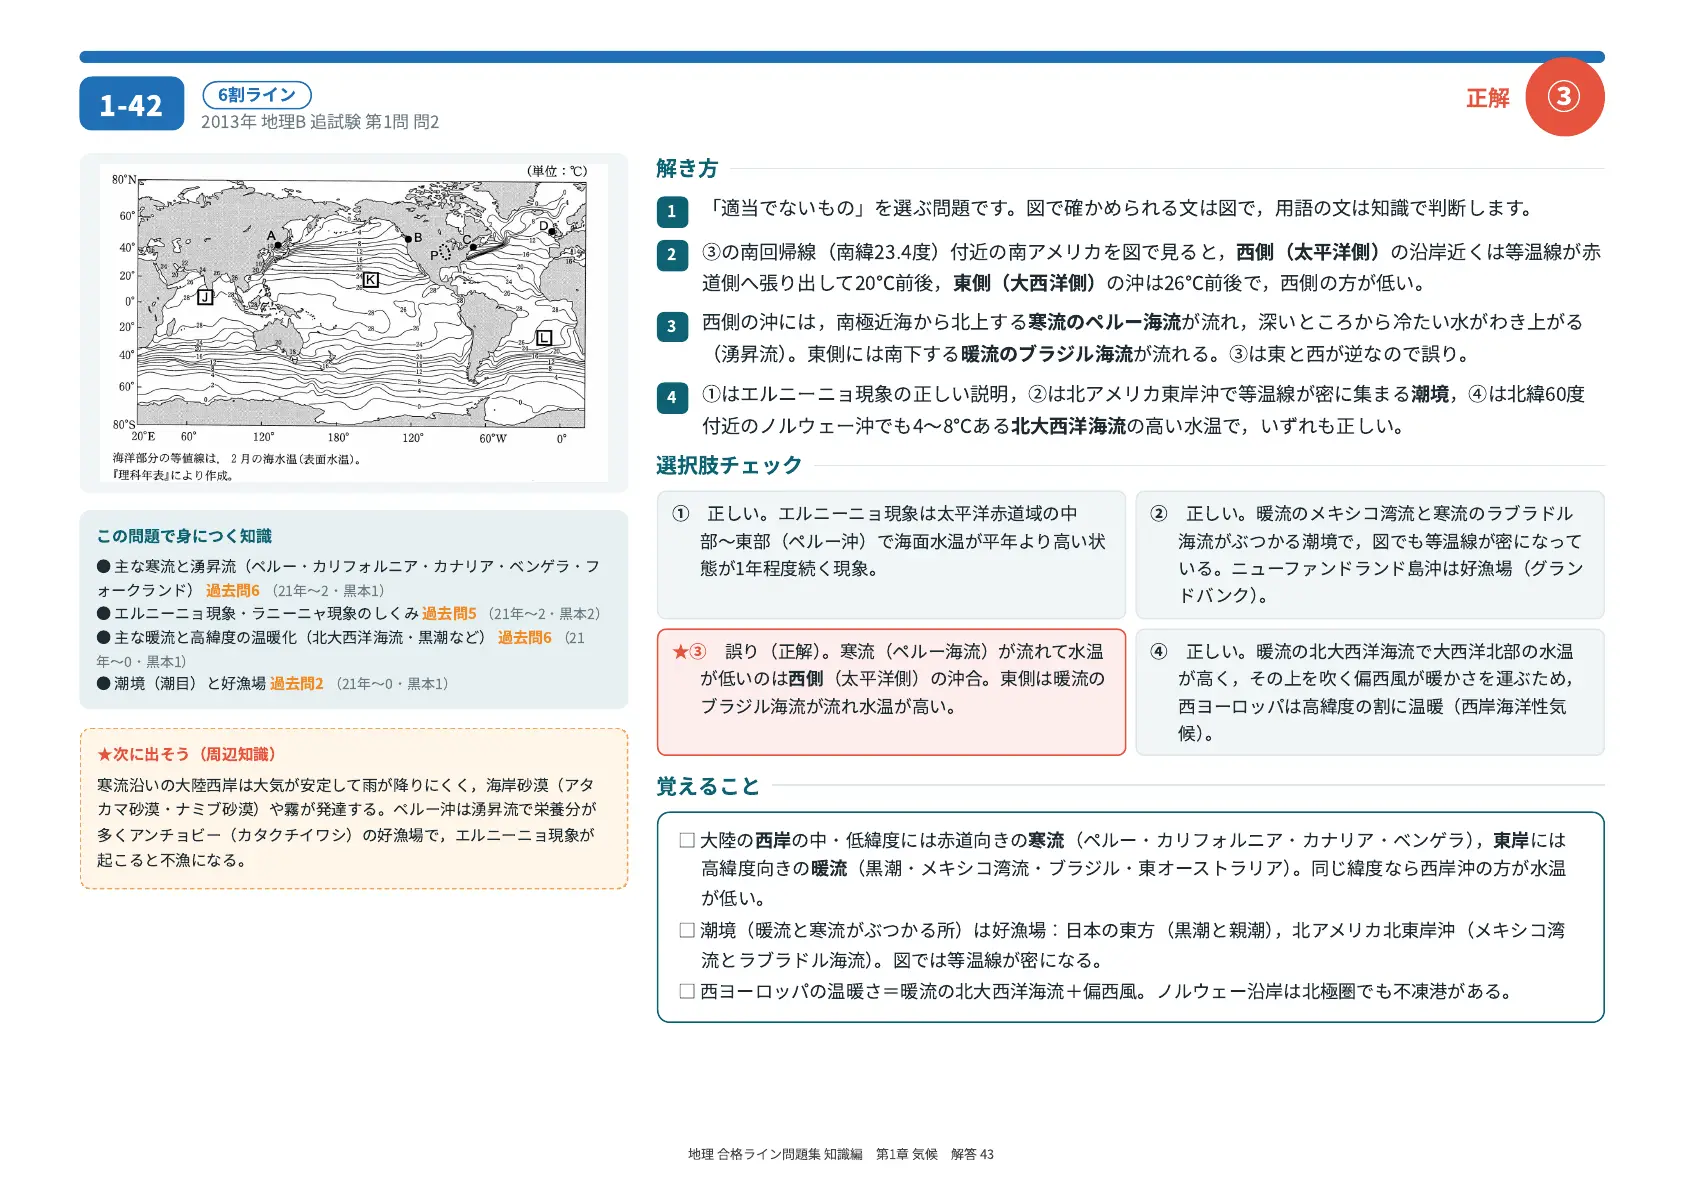 1-42
6割ライン
2013年 地理B 追試験 第1問 問2
正解
③
(単位：℃)
80°N
60°
40°
20°
0°
20°
40°
60°
80°S
20°E 60° 120° 180° 120° 60°W 0°
A
B
C
D
P
J
K
L
海洋部分の等値線は，2月の海水温(表面水温)。
『理科年表』により作成。
この問題で身につく知識
●主な寒流と湧昇流（ペルー・カリフォルニア・カナリア・ベンゲラ・フ
ォークランド） 過去問6 （21年〜2・黒本1）
●エルニーニョ現象・ラニーニャ現象のしくみ 過去問5 （21年〜2・黒本2）
●主な暖流と高緯度の温暖化（北大西洋海流・黒潮など） 過去問6 （21
年〜0・黒本1）
●潮境（潮目）と好漁場 過去問2 （21年〜0・黒本1）
★次に出そう（周辺知識）
寒流沿いの大陸西岸は大気が安定して雨が降りにくく，海岸砂漠（アタ
カマ砂漠・ナミブ砂漠）や霧が発達する。ペルー沖は湧昇流で栄養分が
多くアンチョビー（カタクチイワシ）の好漁場で，エルニーニョ現象が
起こると不漁になる。
解き方
1 「適当でないもの」を選ぶ問題です。図で確かめられる文は図で，用語の文は知識で判断します。
2 ③の南回帰線（南緯23.4度）付近の南アメリカを図で見ると，西側（太平洋側）の沿岸近くは等温線が赤
道側へ張り出して20℃前後，東側（大西洋側）の沖は26℃前後で，西側の方が低い。
3 西側の沖には，南極近海から北上する寒流のペルー海流が流れ，深いところから冷たい水がわき上がる
（湧昇流）。東側には南下する暖流のブラジル海流が流れる。③は東と西が逆なので誤り。
4 ①はエルニーニョ現象の正しい説明，②は北アメリカ東岸沖で等温線が密に集まる潮境，④は北緯60度
付近のノルウェー沖でも4〜8℃ある北大西洋海流の高い水温で，いずれも正しい。
選択肢チェック
① 正しい。エルニーニョ現象は太平洋赤道域の中
部〜東部（ペルー沖）で海面水温が平年より高い状
態が1年程度続く現象。
② 正しい。暖流のメキシコ湾流と寒流のラブラドル
海流がぶつかる潮境で，図でも等温線が密になって
いる。ニューファンドランド島沖は好漁場（グラン
ドバンク）。
★③ 誤り（正解）。寒流（ペルー海流）が流れて水温
が低いのは西側（太平洋側）の沖合。東側は暖流の
ブラジル海流が流れ水温が高い。
④ 正しい。暖流の北大西洋海流で大西洋北部の水温
が高く，その上を吹く偏西風が暖かさを運ぶため，
西ヨーロッパは高緯度の割に温暖（西岸海洋性気
候）。
覚えること
□ 大陸の西岸の中・低緯度には赤道向きの寒流（ペルー・カリフォルニア・カナリア・ベンゲラ），東岸には
高緯度向きの暖流（黒潮・メキシコ湾流・ブラジル・東オーストラリア）。同じ緯度なら西岸沖の方が水温
が低い。
□ 潮境（暖流と寒流がぶつかる所）は好漁場：日本の東方（黒潮と親潮），北アメリカ北東岸沖（メキシコ湾
流とラブラドル海流）。図では等温線が密になる。
□ 西ヨーロッパの温暖さ＝暖流の北大西洋海流＋偏西風。ノルウェー沿岸は北極圏でも不凍港がある。
地理 合格ライン問題集 知識編 第1章 気候 解答 43